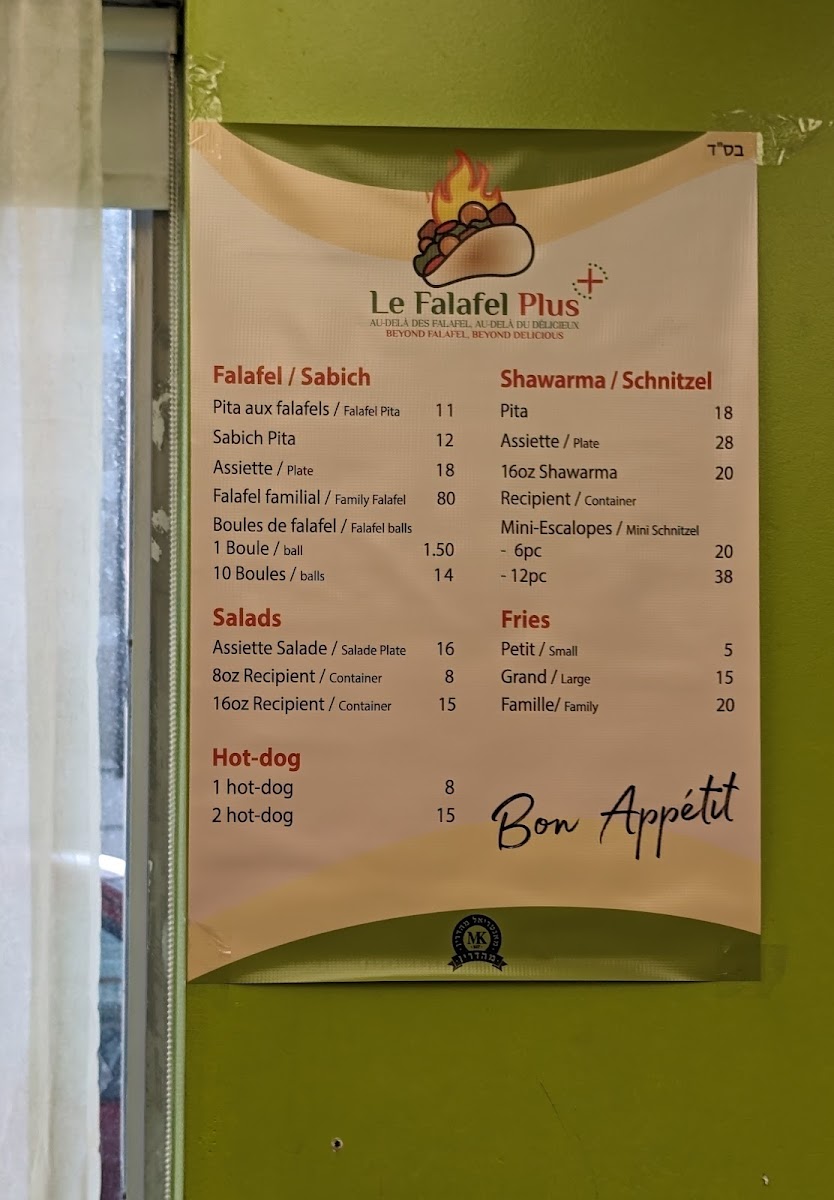 בס"ד
Le Falafel Plus
AU-DELÀ DES FALAFEL, AU-DELÀ DU DÉLICIEUX
BEYOND FALAFEL, BEYOND DELICIOUS
Falafel / Sabich
Pita aux falafels / Falafel Pita 11
Sabich Pita 12
Assiette / Plate 18
Falafel familial / Family Falafel 80
Boules de falafel / Falafel balls
1 Boule / ball 1.50
10 Boules / balls 14
Salads
Assiette Salade / Salade Plate 16
8oz Recipient / Container 8
16oz Recipient / Container 15
Hot-dog
1 hot-dog 8
2 hot-dog 15
Shawarma / Schnitzel
Pita 18
Assiette / Plate 28
16oz Shawarma 20
Recipient / Container
Mini-Escalopes / Mini Schnitzel
- 6pc 20
- 12pc 38
Fries
Petit / Small 5
Grand / Large 15
Famille/ Family 20
Bon Appétit
מאנטריאל מהדרין
MK
מהדרין